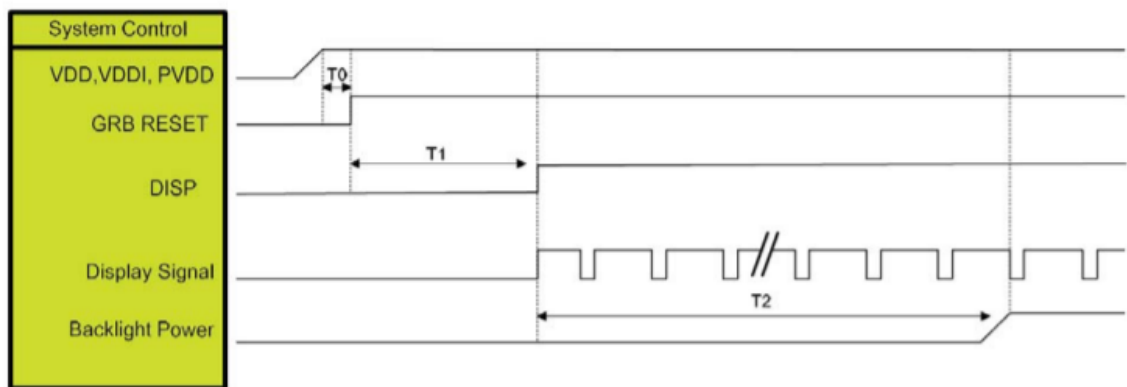 System Control
VDD,VDDI, PVDD
T0
GRB RESET
T1
DISP
Display Signal
T2
Backlight Power